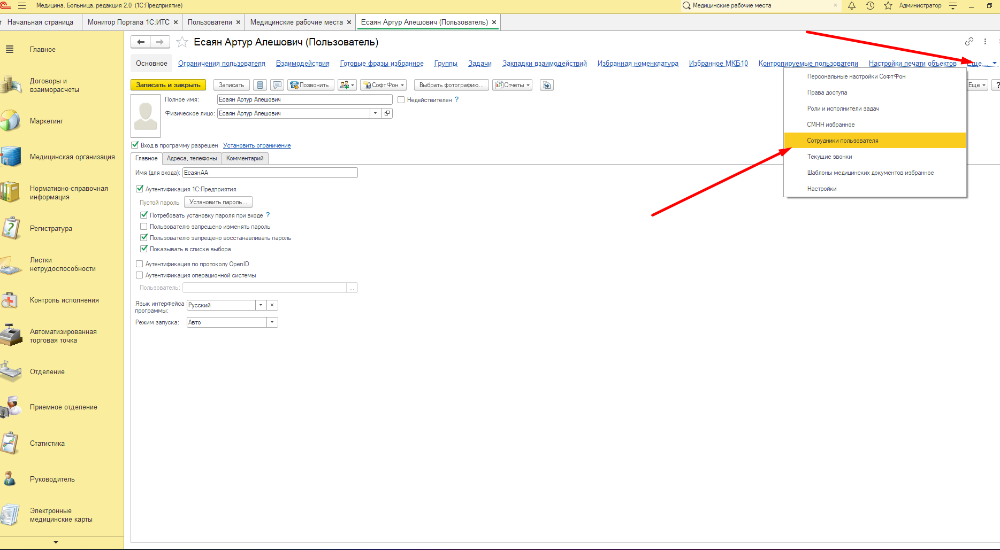 Медицина. Больница, редакция 2.0 (1С:Предприятие)
Медицинские рабочие места
×
Администратор
Начальная страница
Монитор Портала 1С:ИТС ×
Пользователи ×
Медицинские рабочие места ×
Есаян Артур Алешович (Пользователь) ×
Главное
Договоры и
взаиморасчеты
Маркетинг
Медицинская организация
Нормативно-справочная
информация
Регистратура
Листки
нетрудоспособности
Контроль исполнения
Автоматизированная
торговая точка
Отделение
Приемное отделение
Статистика
Руководитель
Электронные
медицинские карты
Есаян Артур Алешович (Пользователь)
Основное
Ограничения пользователя
Взаимодействия
Готовые фразы избранное
Группы
Задачи
Закладки взаимодействий
Избранная номенклатура
Избранное МКБ10
Контролируемые пользователи
Настройки печати объектов
Еще...
Записать и закрыть
Записать
Позвонить
СофтФон
Выбрать фотографию...
Отчеты
Еще
?
Полное имя:
Есаян Артур Алешович
Недействителен ?
Физическое лицо:
Есаян Артур Алешович
Вход в программу разрешен
Установить ограничение
Главное
Адреса, телефоны
Комментарий
Имя (для входа):
ЕсаянАА
Аутентификация 1С:Предприятия
Пустой пароль
Установить пароль...
Потребовать установку пароля при входе ?
Пользователю запрещено изменять пароль
Пользователю запрещено восстанавливать пароль
Показывать в списке выбора
Аутентификация по протоколу OpenID
Аутентификация операционной системы
Пользователь:
...
Язык интерфейса
программы:
Русский
×
Режим запуска:
Авто
Персональные настройки СофтФон
Права доступа
Роли и исполнители задач
СМНН избранное
Сотрудники пользователя
Текущие звонки
Шаблоны медицинских документов избранное
Настройки